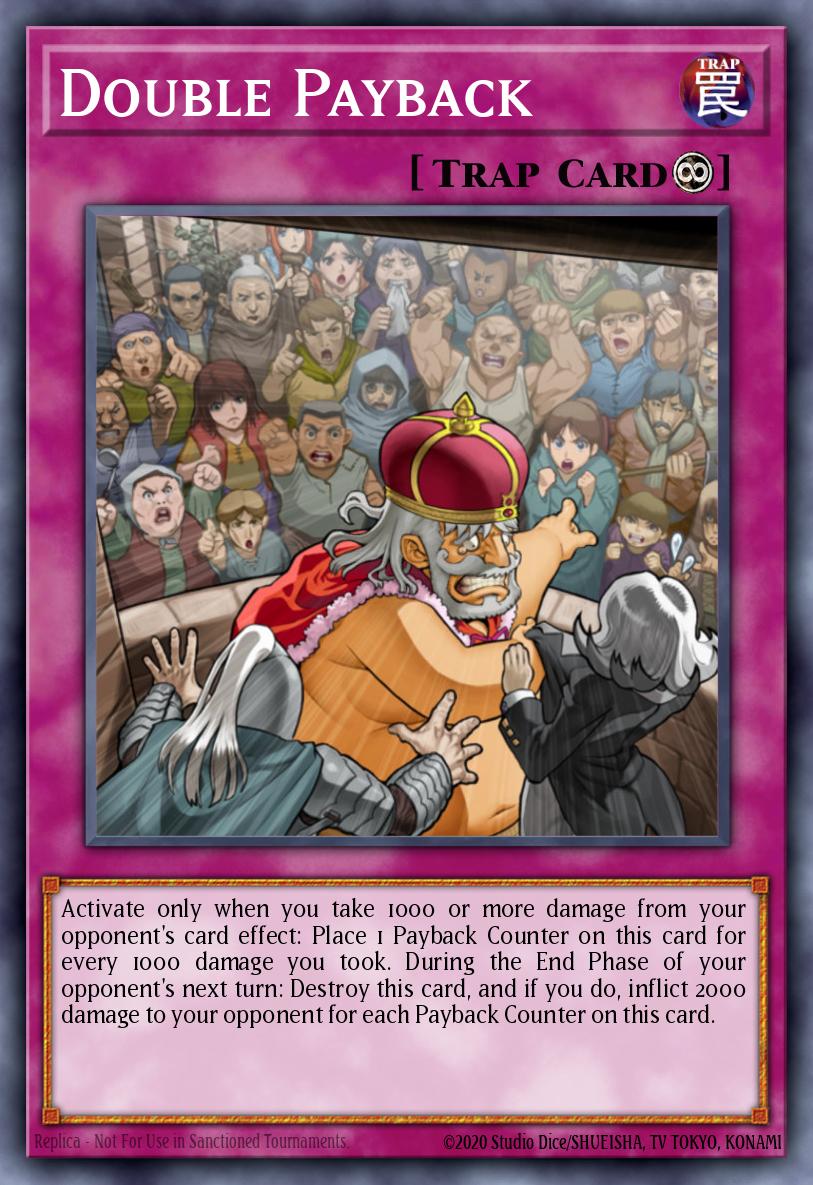 Double Payback
TRAP
罠
[Trap Card]
Activate only when you take 1000 or more damage from your
opponent's card effect: Place 1 Payback Counter on this card for
every 1000 damage you took. During the End Phase of your
opponent's next turn: Destroy this card, and if you do, inflict 2000
damage to your opponent for each Payback Counter on this card.
Replica - Not For Use in Sanctioned Tournaments.
©2020 Studio Dice/SHUEISHA, TV TOKYO, KONAMI